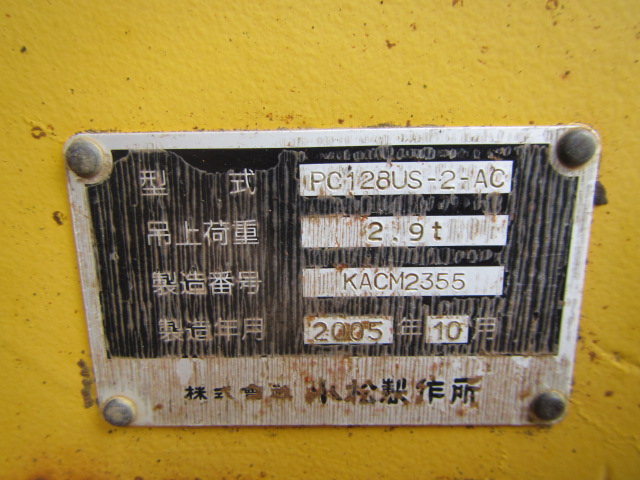 型式 PC128US-2-AC
吊上荷重 2.9t
製造番号 KACM2355
製造年月 2005年10月
株式会社 小松製作所